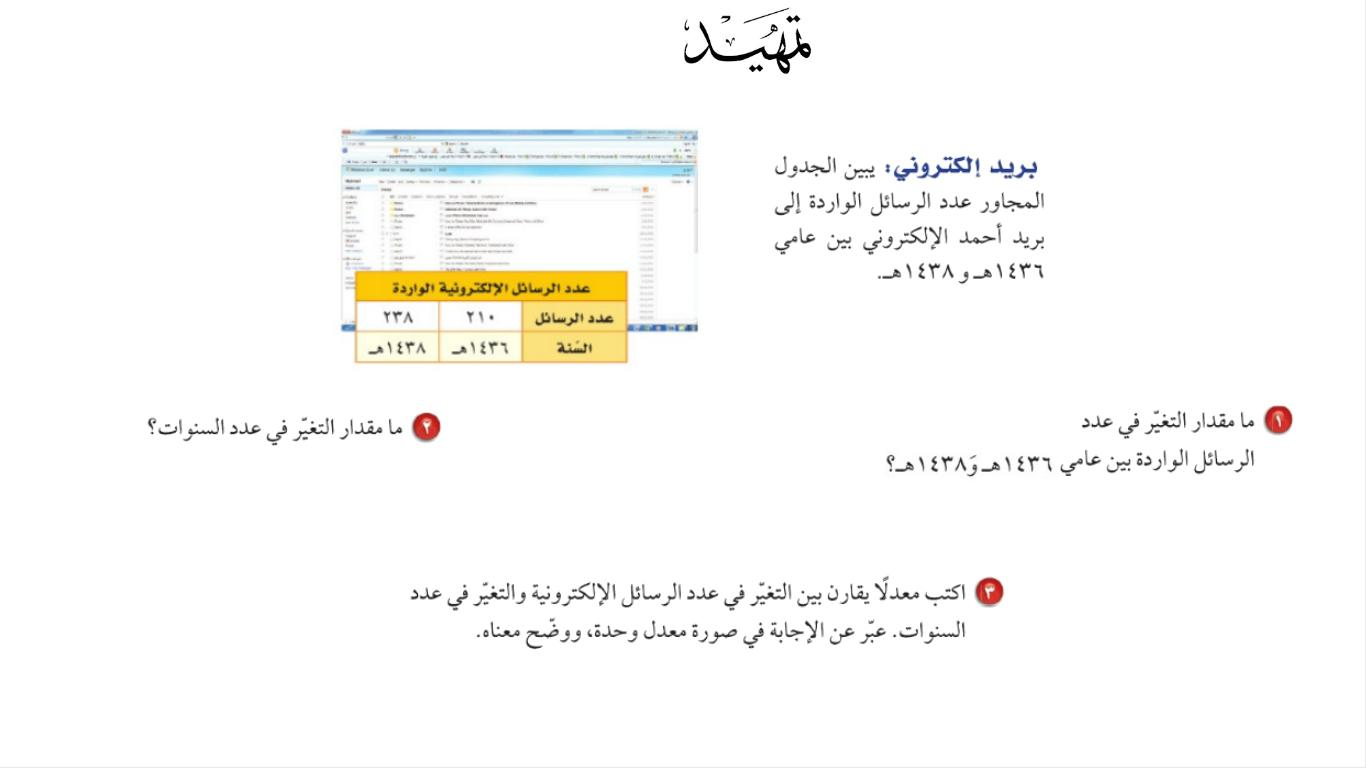 تمهيد
بريد إلكتروني: يبين الجدول
المجاور عدد الرسائل الواردة إلى
بريد أحمد الإلكتروني بين عامي
١٤٣٦هـ و ١٤٣٨هـ.
عدد الرسائل الإلكترونية الواردة
عدد الرسائل ٢١٠ ٢٣٨
السَنة ١٤٣٦هـ ١٤٣٨هـ
١ ما مقدار التغيّر في عدد
الرسائل الواردة بين عامي ١٤٣٦هـ وَ١٤٣٨هـ؟
٢ ما مقدار التغيّر في عدد السنوات؟
٣ اكتب معدلًا يقارن بين التغيّر في عدد الرسائل الإلكترونية والتغيّر في عدد
السنوات. عبّر عن الإجابة في صورة معدل وحدة، ووضّح معناه.